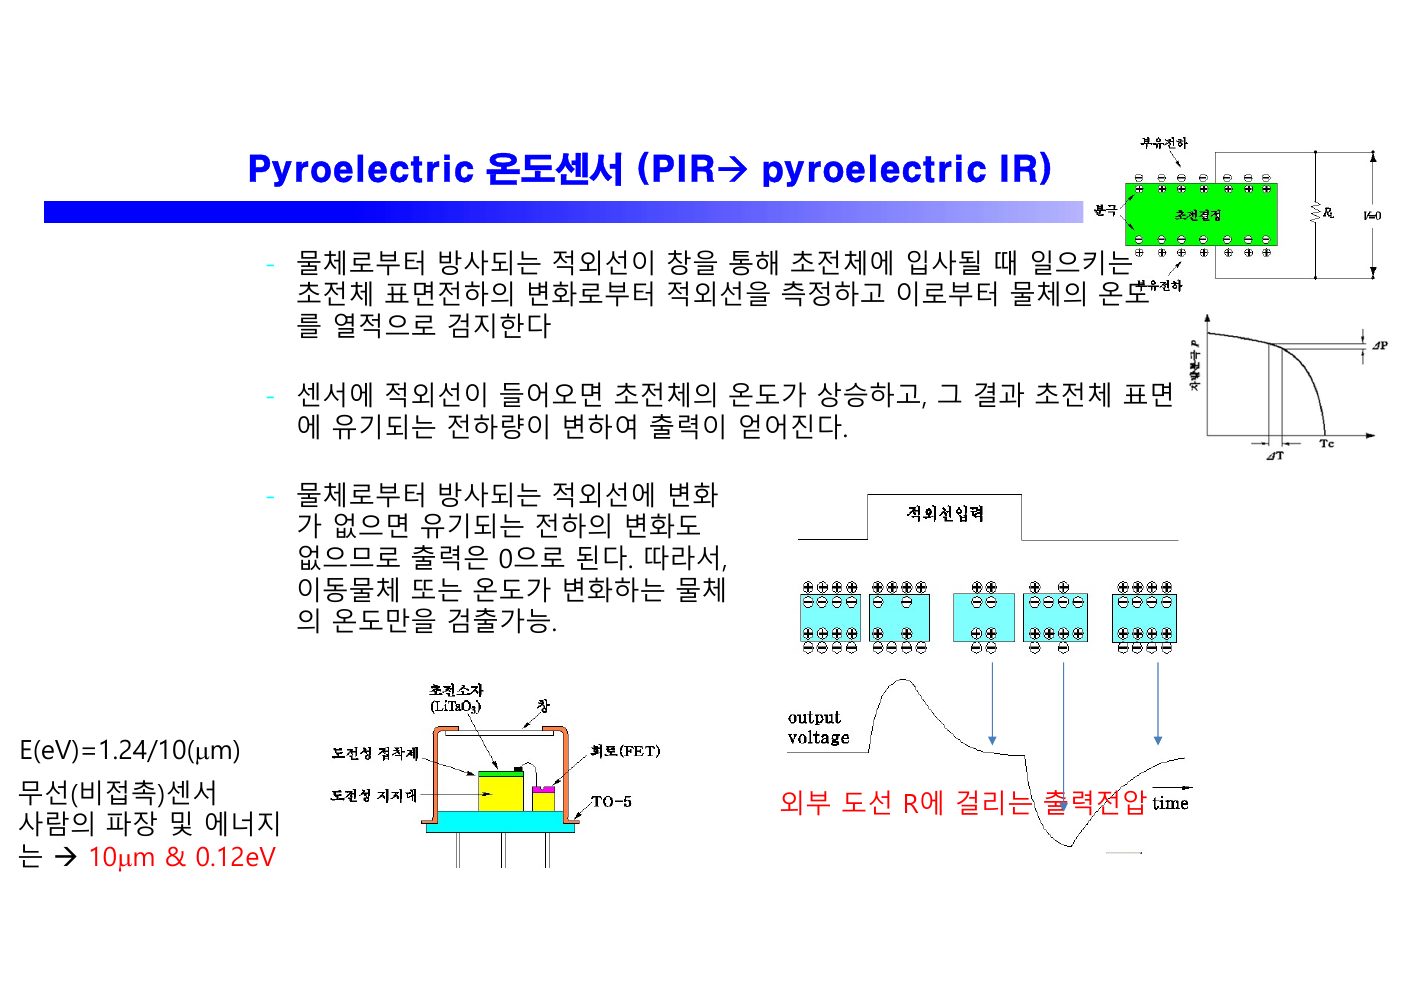 Pyroelectric 온도센서 (PIR→ pyroelectric IR)
부유전하
분극
초전결정
R_L
V=0
부유전하
- 물체로부터 방사되는 적외선이 창을 통해 초전체에 입사될 때 일으키는
초전체 표면전하의 변화로부터 적외선을 측정하고 이로부터 물체의 온도
를 열적으로 검지한다
자발분극 P
ΔP
Tc
ΔT
- 센서에 적외선이 들어오면 초전체의 온도가 상승하고, 그 결과 초전체 표면
에 유기되는 전하량이 변하여 출력이 얻어진다.
- 물체로부터 방사되는 적외선에 변화
가 없으면 유기되는 전하의 변화도
없으므로 출력은 0으로 된다. 따라서,
이동물체 또는 온도가 변화하는 물체
의 온도만을 검출가능.
적외선입력
output
voltage
외부 도선 R에 걸리는 출력전압
time
초전소자
(LiTaO₃)
창
도전성 접착제
회로(FET)
도전성 지지대
TO-5
E(eV)=1.24/10(μm)
무선(비접촉)센서
사람의 파장 및 에너지
는 → 10μm & 0.12eV